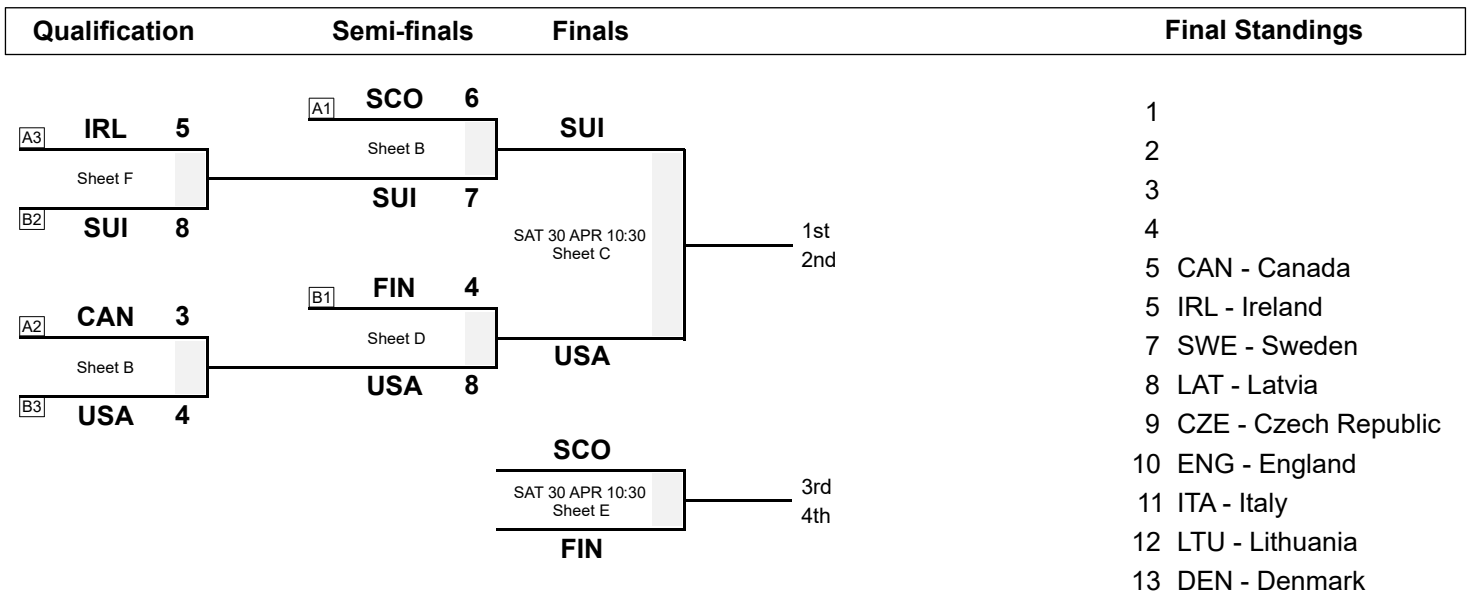 Qualification Semi-finals Finals Final Standings
A1 SCO 6
A3 IRL 5
Sheet B
SUI
Sheet F
SUI 7
B2 SUI 8
SAT 30 APR 10:30
Sheet C
1st
2nd
B1 FIN 4
A2 CAN 3
Sheet D
USA
Sheet B
USA 8
B3 USA 4
SCO
SAT 30 APR 10:30
Sheet E
3rd
4th
FIN
1
2
3
4
5 CAN - Canada
5 IRL - Ireland
7 SWE - Sweden
8 LAT - Latvia
9 CZE - Czech Republic
10 ENG - England
11 ITA - Italy
12 LTU - Lithuania
13 DEN - Denmark